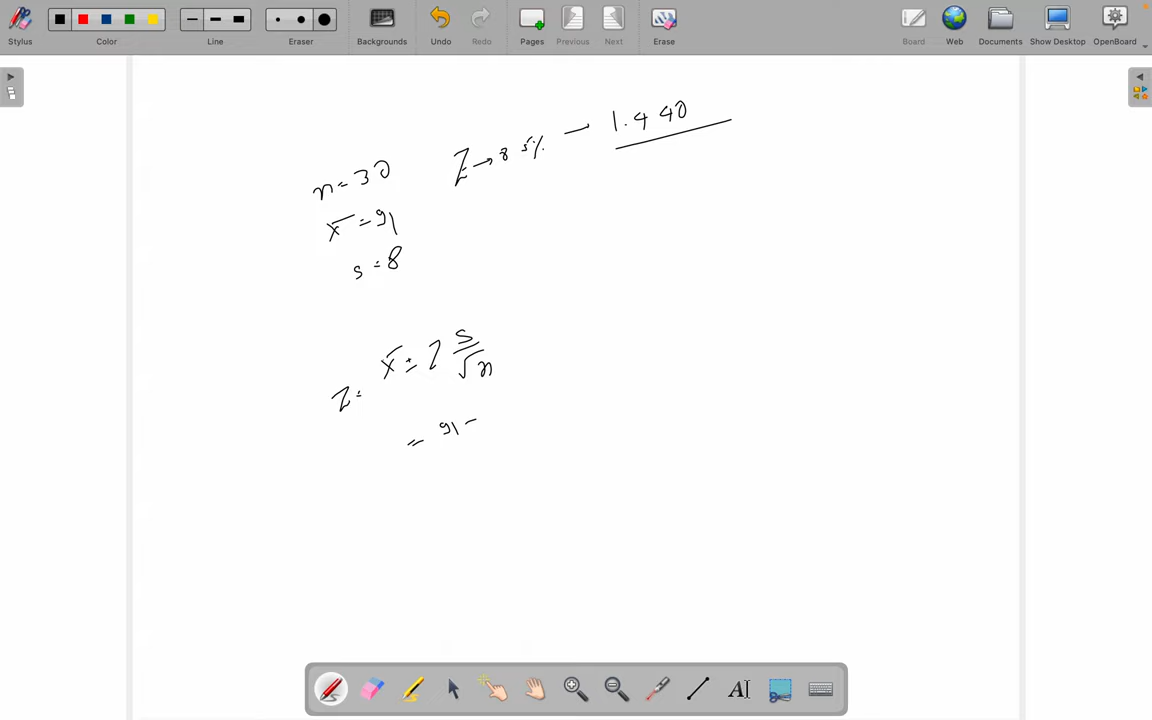 Stylus Color Line Eraser Backgrounds Undo Redo Pages Previous Next Erase Board Web Documents Show Desktop OpenBoard
Z → 85% — 1.440
n = 30
x̄ = 91
s = 8
Z = x̄ ± Z s/√n
= 91 -
AI